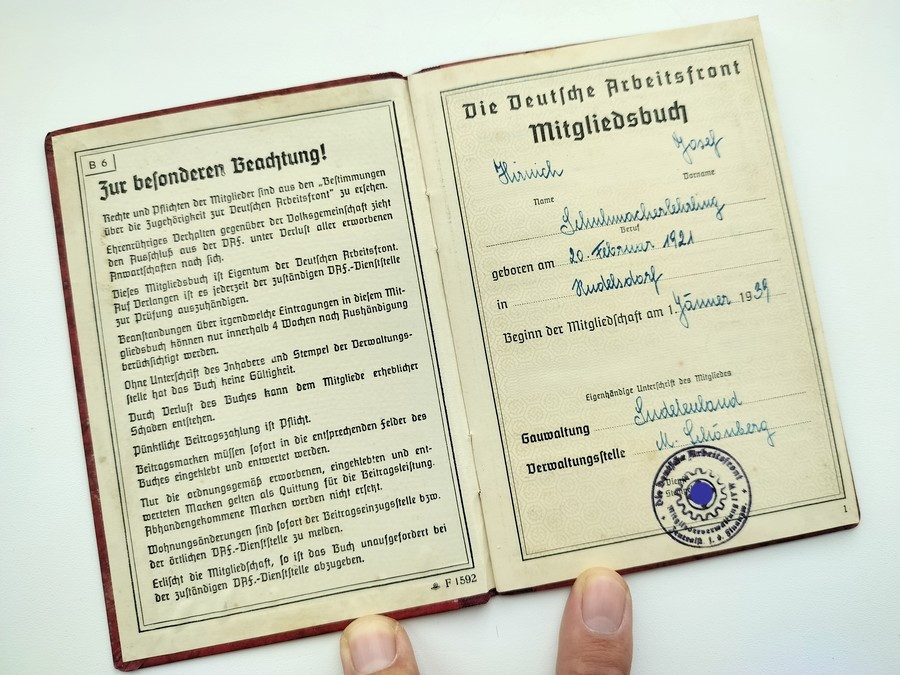 B 6
Zur besonderen Beachtung!
Rechte und Pflichten der Mitglieder sind aus den „Bestimmungen
über die Zugehörigkeit zur Deutschen Arbeitsfront“ zu ersehen.
Ehrenrühriges Verhalten gegenüber der Volksgemeinschaft zieht
den Ausschluß aus der DAF. unter Verlust aller erworbenen
Anwartschaften nach sich.
Dieses Mitgliedsbuch ist Eigentum der Deutschen Arbeitsfront.
Auf Verlangen ist es jederzeit der zuständigen DAF.-Dienststelle
zur Prüfung auszuhändigen.
Beanstandungen über irgendwelche Eintragungen in diesem Mit-
gliedsbuch können nur innerhalb 4 Wochen nach Aushändigung
berücksichtigt werden.
Ohne Unterschrift des Inhabers und Stempel der Verwaltungs-
stelle hat das Buch keine Gültigkeit.
Durch Verlust des Buches kann dem Mitgliede erheblicher
Schaden entstehen.
Pünktliche Beitragszahlung ist Pflicht.
Beitragsmarken müssen sofort in die entsprechenden Felder des
Buches eingeklebt und entwertet werden.
Nur die ordnungsgemäß erworbenen, eingeklebten und ent-
werteten Marken gelten als Quittung für die Beitragsleistung.
Abhandengekommene Marken werden nicht ersetzt.
Wohnungsänderungen sind sofort der Beitragseinzugsstelle bzw.
der örtlichen DAF.-Dienststelle zu melden.
Erlischt die Mitgliedschaft, so ist das Buch unaufgefordert bei
der zuständigen DAF.-Dienststelle abzugeben.
F 1592
Die Deutsche Arbeitsfront
Mitgliedsbuch
Josef
Name Vorname
Schuhmacherlehrling
Beruf
geboren am 20. Februar 1921
in Rudelsdorf
Beginn der Mitgliedschaft am 1. Jänner 1939
Eigenhändige Unterschrift des Mitgliedes
Gauwaltung Sudetenland
Verwaltungsstelle M. Schönberg
Die Deutsche Arbeitsfront
Mitgliederverwaltung
1